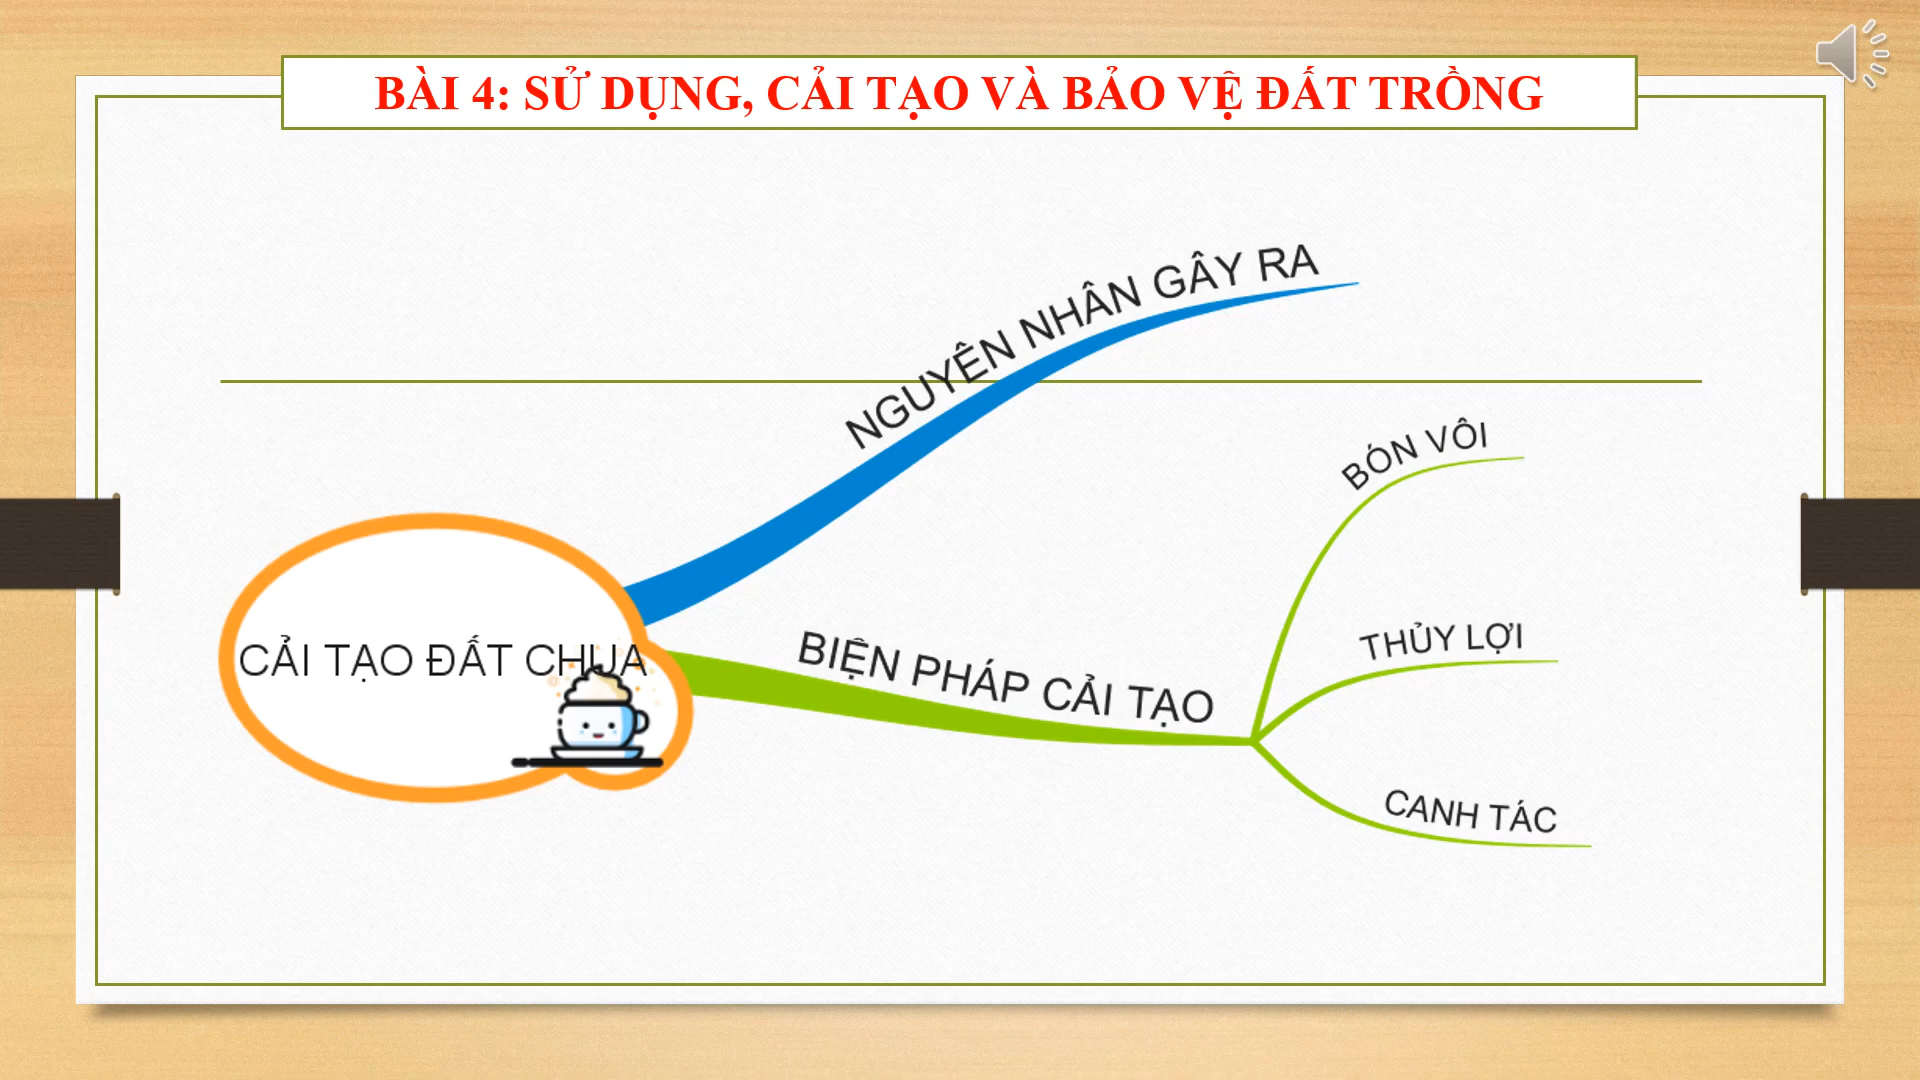 BÀI 4: SỬ DỤNG, CẢI TẠO VÀ BẢO VỆ ĐẤT TRỒNG
NGUYÊN NHÂN GÂY RA
BÓN VÔI
THỦY LỢI
CẢI TẠO ĐẤT CHUA
BIỆN PHÁP CẢI TẠO
CANH TÁC